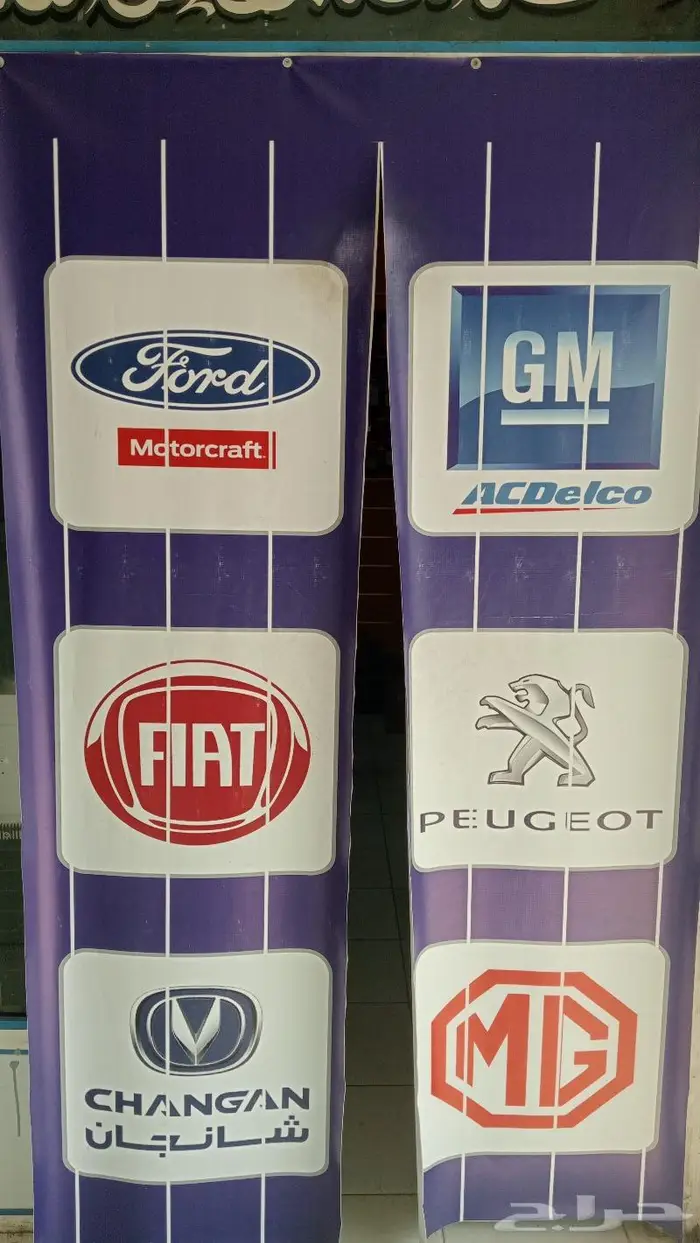 Ford
Motorcraft
GM
ACDelco
FIAT
PEUGEOT
CHANGAN
شانجان
MG
حراج